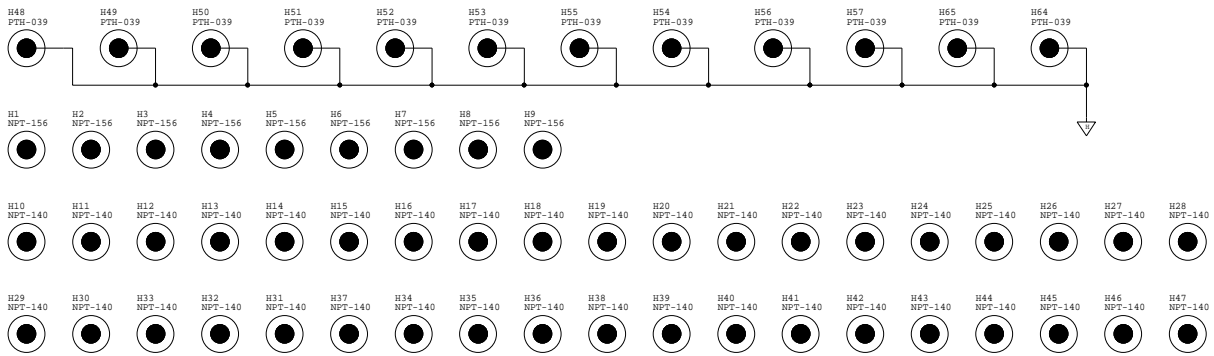 H48 H49 H50 H51 H52 H53 H55 H54 H56 H57 H65 H64
PTH-039 PTH-039 PTH-039 PTH-039 PTH-039 PTH-039 PTH-039 PTH-039 PTH-039 PTH-039 PTH-039 PTH-039
H
H1 H2 H3 H4 H5 H6 H7 H8 H9
NPT-156 NPT-156 NPT-156 NPT-156 NPT-156 NPT-156 NPT-156 NPT-156 NPT-156
H10 H11 H12 H13 H14 H15 H16 H17 H18 H19 H20 H21 H22 H23 H24 H25 H26 H27 H28
NPT-140 NPT-140 NPT-140 NPT-140 NPT-140 NPT-140 NPT-140 NPT-140 NPT-140 NPT-140 NPT-140 NPT-140 NPT-140 NPT-140 NPT-140 NPT-140 NPT-140 NPT-140 NPT-140
H29 H30 H33 H32 H31 H37 H34 H35 H36 H38 H39 H40 H41 H42 H43 H44 H45 H46 H47
NPT-140 NPT-140 NPT-140 NPT-140 NPT-140 NPT-140 NPT-140 NPT-140 NPT-140 NPT-140 NPT-140 NPT-140 NPT-140 NPT-140 NPT-140 NPT-140 NPT-140 NPT-140 NPT-140